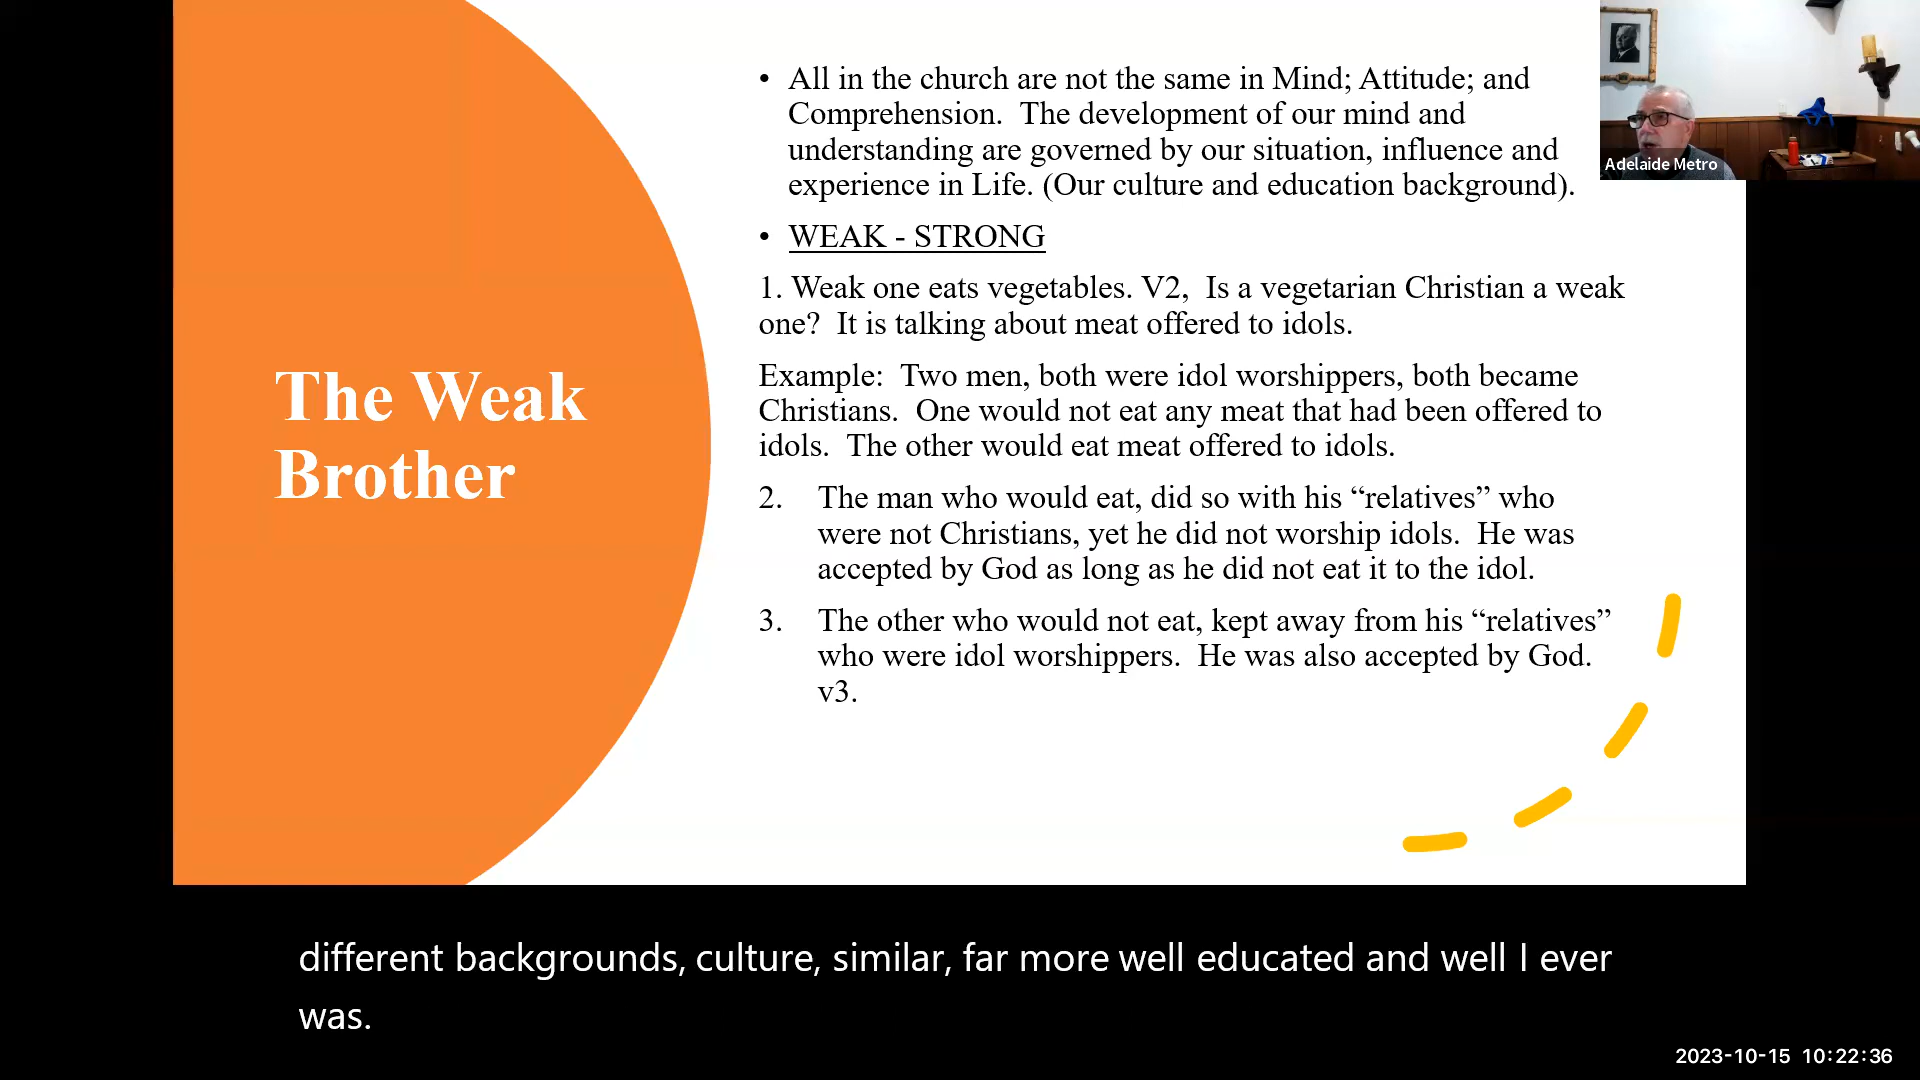 The Weak
Brother
• All in the church are not the same in Mind; Attitude; and
Comprehension.  The development of our mind and
understanding are governed by our situation, influence and
experience in Life. (Our culture and education background).
• WEAK - STRONG
1. Weak one eats vegetables. V2,  Is a vegetarian Christian a weak
one?  It is talking about meat offered to idols.
Example:  Two men, both were idol worshippers, both became
Christians.  One would not eat any meat that had been offered to
idols.  The other would eat meat offered to idols.
2. The man who would eat, did so with his “relatives” who
were not Christians, yet he did not worship idols.  He was
accepted by God as long as he did not eat it to the idol.
3. The other who would not eat, kept away from his “relatives”
who were idol worshippers.  He was also accepted by God.
v3.
Adelaide Metro
different backgrounds, culture, similar, far more well educated and well I ever
was.
2023-10-15 10:22:36